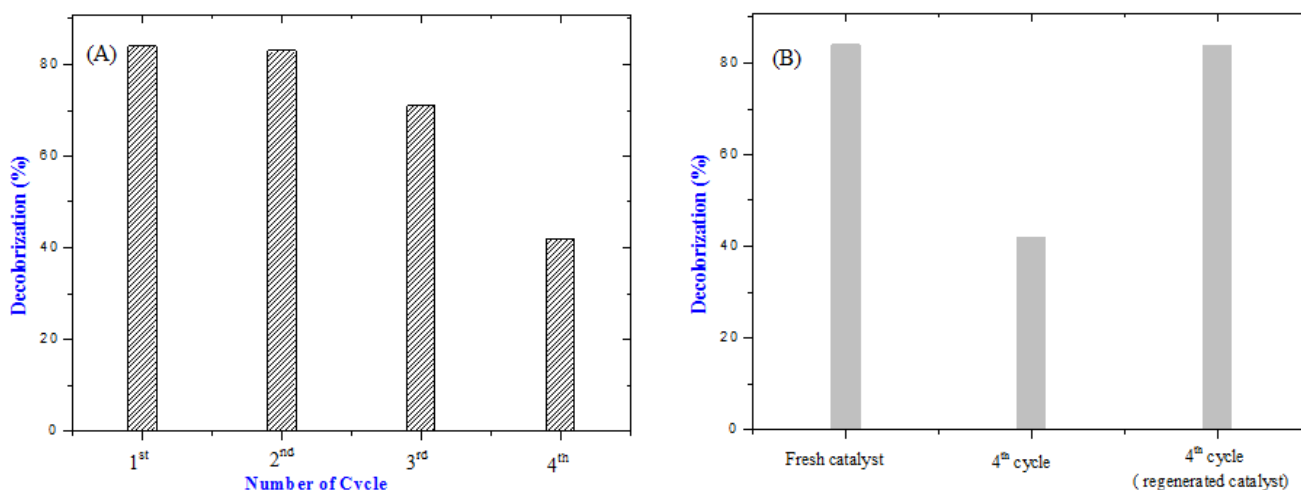 (A)
Decolorization (%)
80
60
40
20
0
1st
2nd
3rd
4th
Number of Cycle
(B)
Decolorization (%)
80
60
40
20
0
Fresh catalyst
4th cycle
4th cycle
( regenerated catalyst)